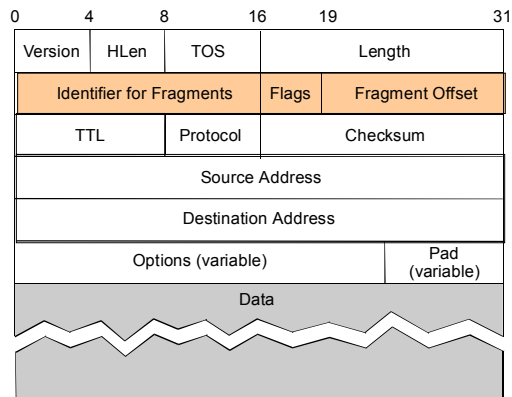 0 4 8 16 19 31
Version HLen TOS Length
Identifier for Fragments Flags Fragment Offset
TTL Protocol Checksum
Source Address
Destination Address
Options (variable) Pad
(variable)
Data